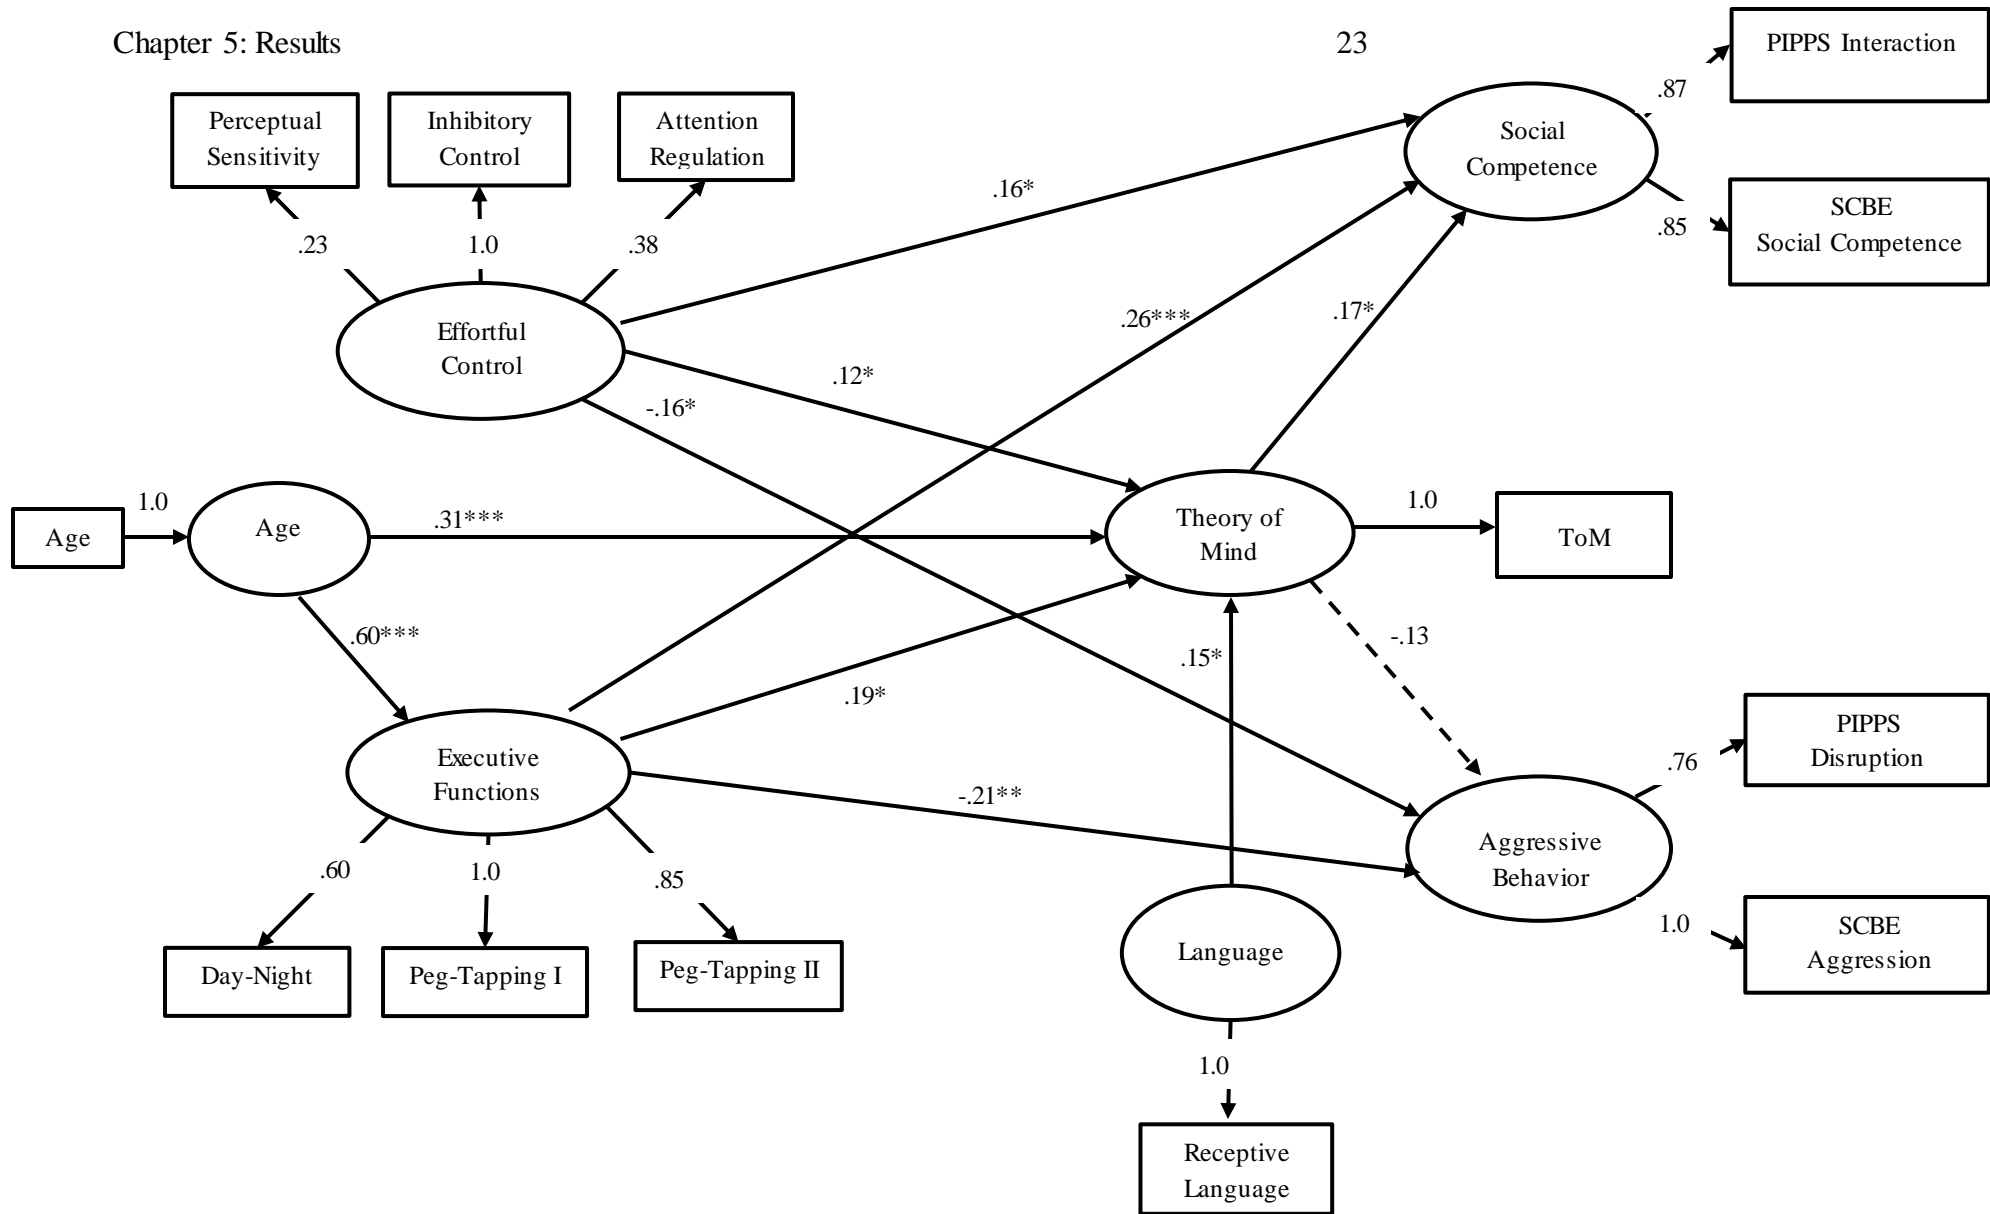 Chapter 5: Results
23
PIPPS Interaction
.87
Perceptual
Sensitivity
Inhibitory
Control
Attention
Regulation
Social
Competence
.16*
SCBE
Social Competence
.85
.23
1.0
.38
Effortful
Control
.26***
.17*
.12*
-.16*
1.0
Age
Age
.31***
Theory of
Mind
1.0
ToM
.60***
-.13
.15*
.19*
PIPPS
Disruption
.76
Executive
Functions
-.21**
Aggressive
Behavior
.60
1.0
.85
1.0
SCBE
Aggression
Day-Night
Peg-Tapping I
Peg-Tapping II
Language
1.0
Receptive
Language